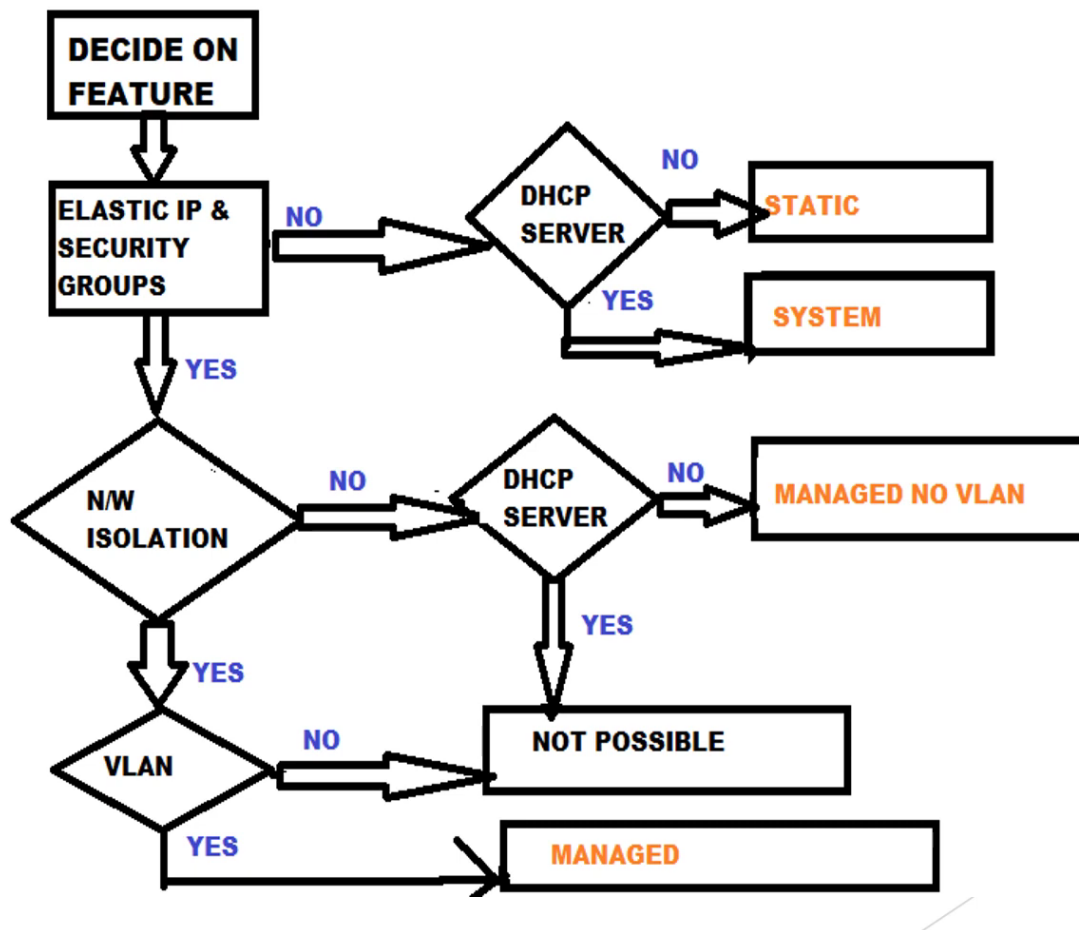 DECIDE ON
FEATURE
ELASTIC IP &
SECURITY
GROUPS
NO
DHCP
SERVER
NO
STATIC
YES
SYSTEM
YES
N/W
ISOLATION
NO
DHCP
SERVER
NO
MANAGED NO VLAN
YES
YES
VLAN
NO
NOT POSSIBLE
YES
MANAGED